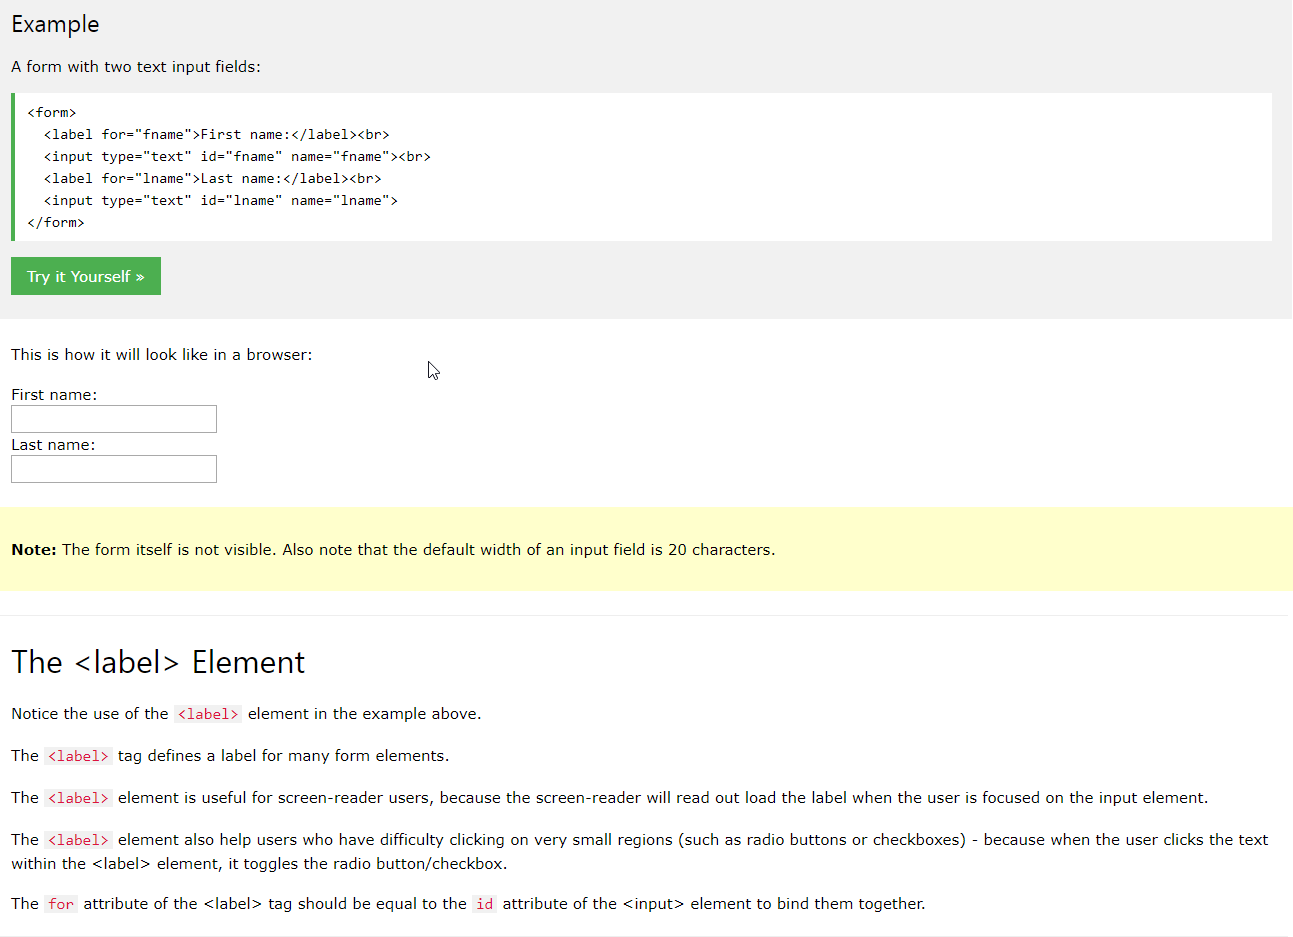 Example
A form with two text input fields:
<form>
  <label for="fname">First name:</label><br>
  <input type="text" id="fname" name="fname"><br>
  <label for="lname">Last name:</label><br>
  <input type="text" id="lname" name="lname">
</form>
Try it Yourself »
This is how it will look like in a browser:
First name:
Last name:
Note: The form itself is not visible. Also note that the default width of an input field is 20 characters.
The <label> Element
Notice the use of the <label> element in the example above.
The <label> tag defines a label for many form elements.
The <label> element is useful for screen-reader users, because the screen-reader will read out load the label when the user is focused on the input element.
The <label> element also help users who have difficulty clicking on very small regions (such as radio buttons or checkboxes) - because when the user clicks the text
within the <label> element, it toggles the radio button/checkbox.
The for attribute of the <label> tag should be equal to the id attribute of the <input> element to bind them together.